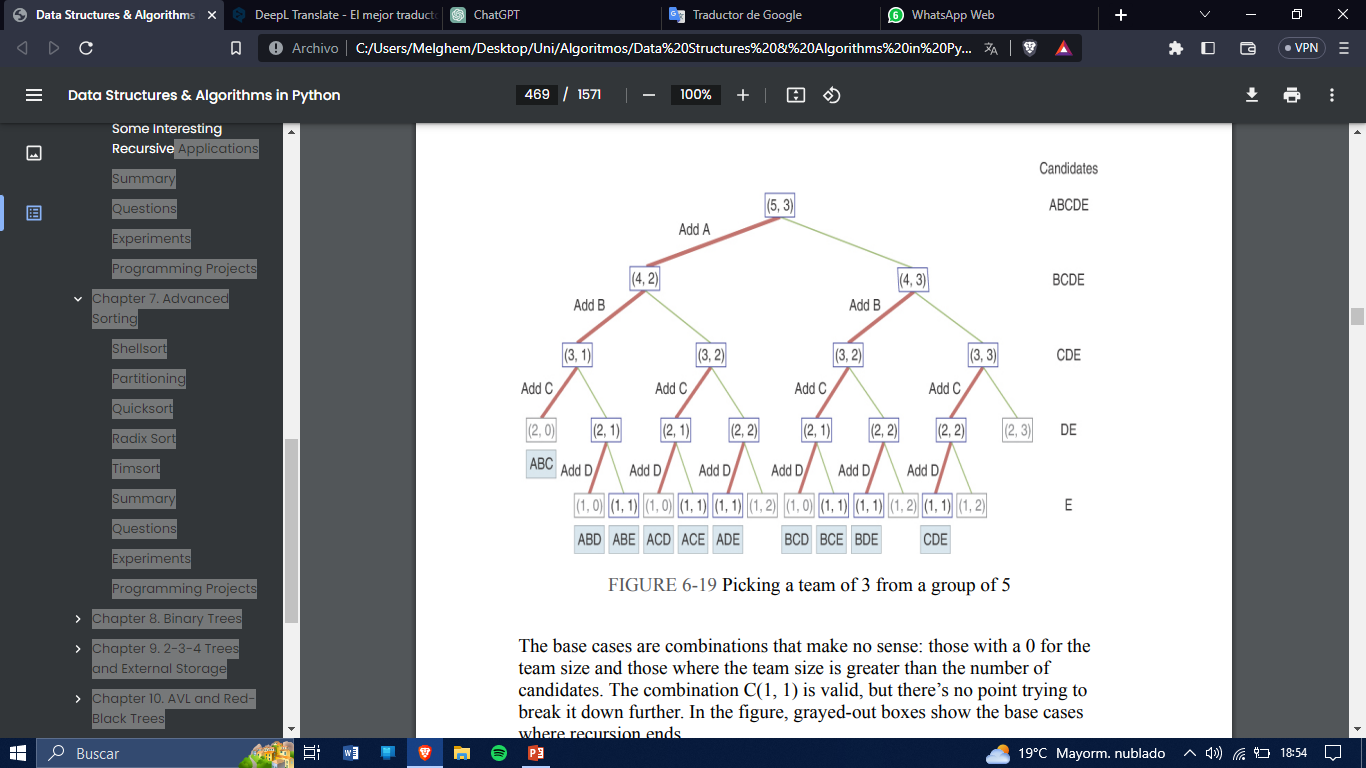 Data Structures & Algorithms
DeepL Translate - El mejor traduct
ChatGPT
Traductor de Google
6
WhatsApp Web
Archivo
C:/Users/Melghem/Desktop/Uni/Algoritmos/Data%20Structures%20&%20Algorithms%20in%20Py...
VPN
Data Structures & Algorithms in Python
469 / 1571
100%
Some Interesting
Recursive Applications
Summary
Questions
Experiments
Programming Projects
Chapter 7. Advanced
Sorting
Shellsort
Partitioning
Quicksort
Radix Sort
Timsort
Summary
Questions
Experiments
Programming Projects
Chapter 8. Binary Trees
Chapter 9. 2-3-4 Trees
and External Storage
Chapter 10. AVL and Red-
Black Trees
Candidates
(5, 3) ABCDE
Add A
(4, 2) (4, 3) BCDE
Add B Add B
(3, 1) (3, 2) (3, 2) (3, 3) CDE
Add C Add C Add C Add C
(2, 0) (2, 1) (2, 1) (2, 2) (2, 1) (2, 2) (2, 2) (2, 3) DE
ABC Add D Add D Add D Add D Add D Add D
(1, 0) (1, 1) (1, 0) (1, 1) (1, 1) (1, 2) (1, 0) (1, 1) (1, 1) (1, 2) (1, 1) (1, 2) E
ABD ABE ACD ACE ADE BCD BCE BDE CDE
FIGURE 6-19 Picking a team of 3 from a group of 5
The base cases are combinations that make no sense: those with a 0 for the
team size and those where the team size is greater than the number of
candidates. The combination C(1, 1) is valid, but there’s no point trying to
break it down further. In the figure, grayed-out boxes show the base cases
where recursion ends.
Buscar
19°C Mayorm. nublado
18:54